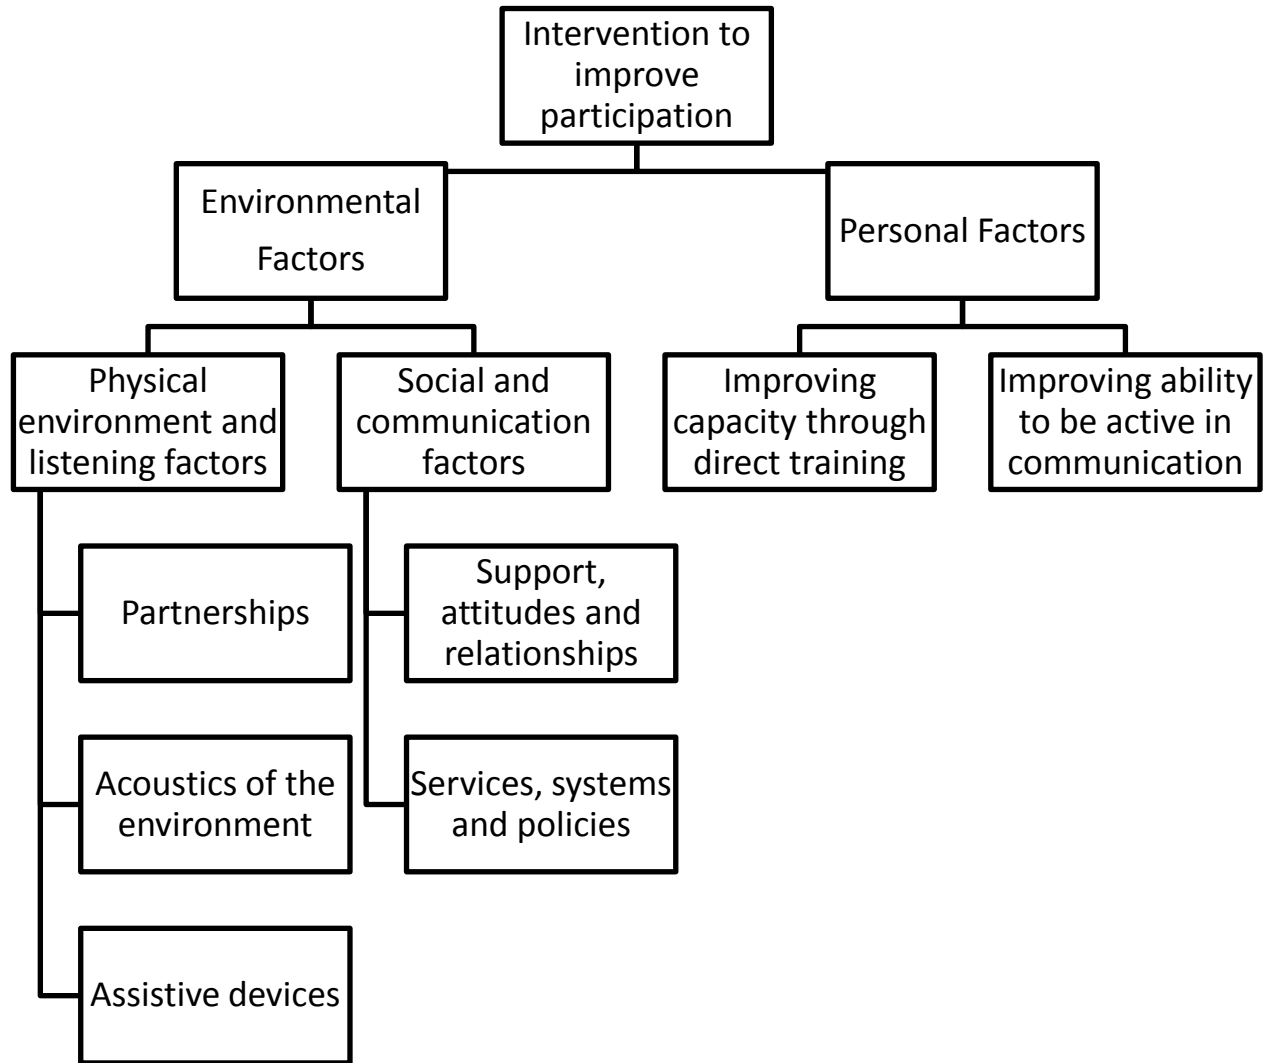 Intervention to
improve
participation
Environmental
Factors
Personal Factors
Physical
environment and
listening factors
Social and
communication
factors
Improving
capacity through
direct training
Improving ability
to be active in
communication
Partnerships
Support,
attitudes and
relationships
Acoustics of the
environment
Services, systems
and policies
Assistive devices